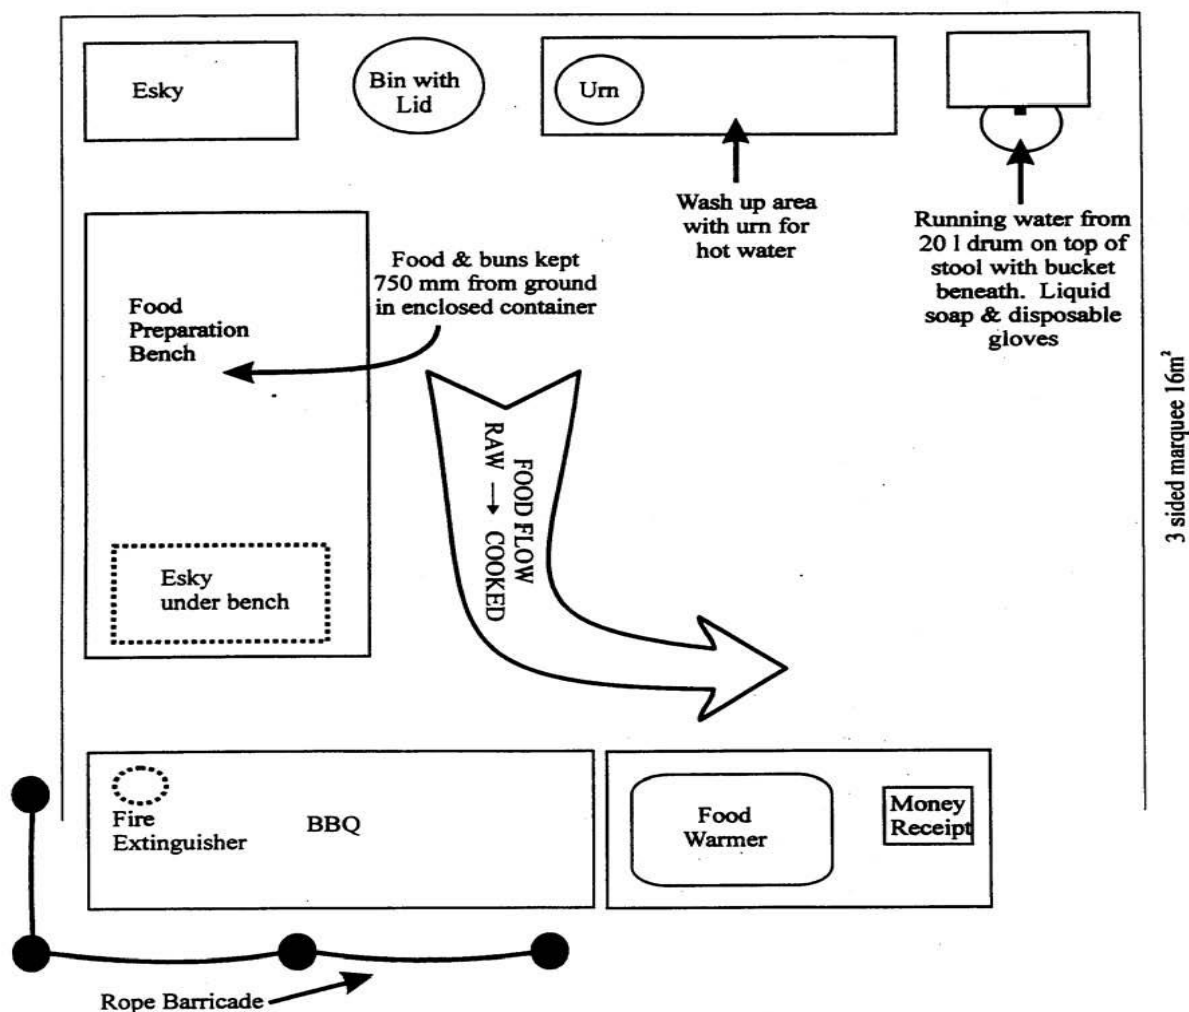 Esky
Bin with
Lid
Urn
Wash up area
with urn for
hot water
Running water from
20 l drum on top of
stool with bucket
beneath. Liquid
soap & disposable
gloves
Food & buns kept
750 mm from ground
in enclosed container
Food
Preparation
Bench
Esky
under bench
FOOD FLOW
RAW → COOKED
3 sided marquee 16m²
Fire
Extinguisher
BBQ
Food
Warmer
Money
Receipt
Rope Barricade